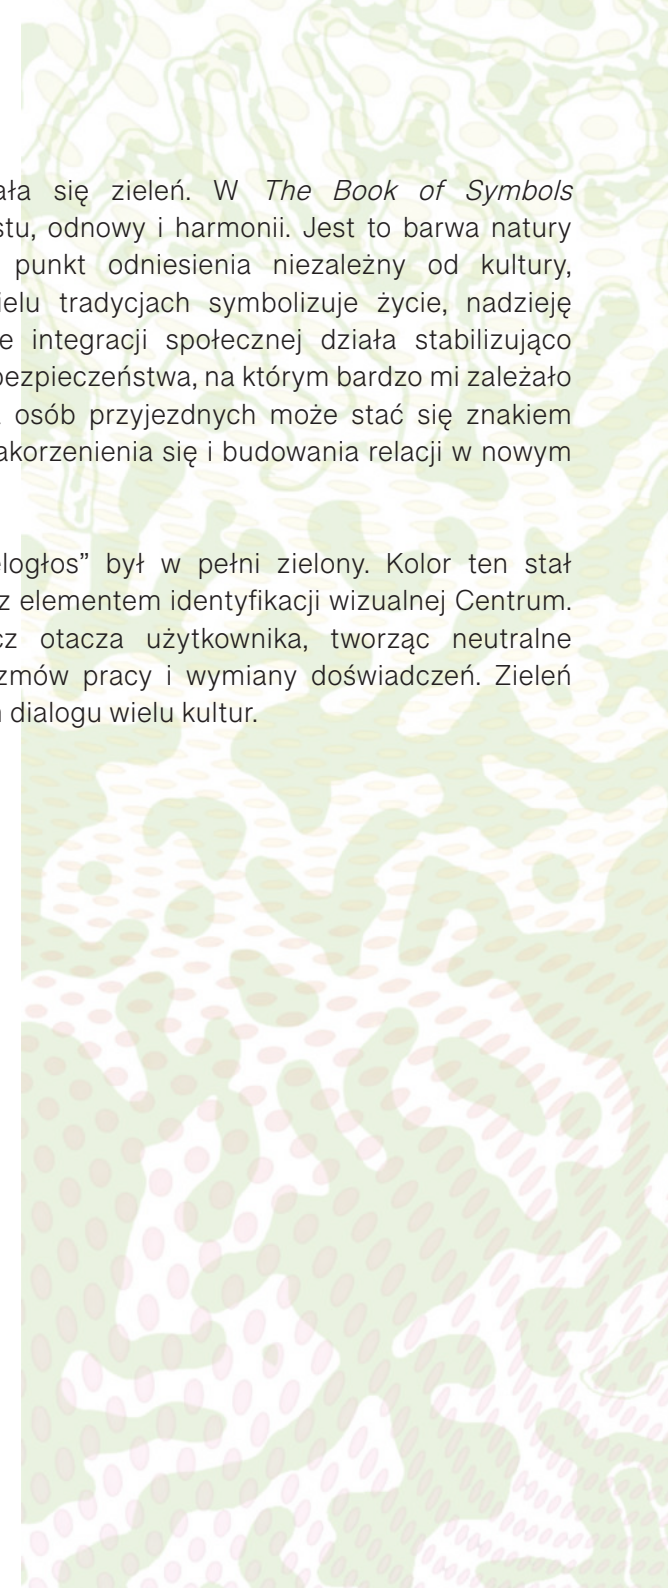 ała się zieleń. W The Book of Symbols
stu, odnowy i harmonii. Jest to barwa natury
punkt odniesienia niezależny od kultury,
ielu tradycjach symbolizuje życie, nadzieję
e integracji społecznej działa stabilizująco
bezpieczeństwa, na którym bardzo mi zależało
osób przyjezdnych może stać się znakiem
akorzenienia się i budowania relacji w nowym
logłos” był w pełni zielony. Kolor ten stał
z elementem identyfikacji wizualnej Centrum.
cz otacza użytkownika, tworząc neutralne
zmów pracy i wymiany doświadczeń. Zieleń
dialogu wielu kultur.